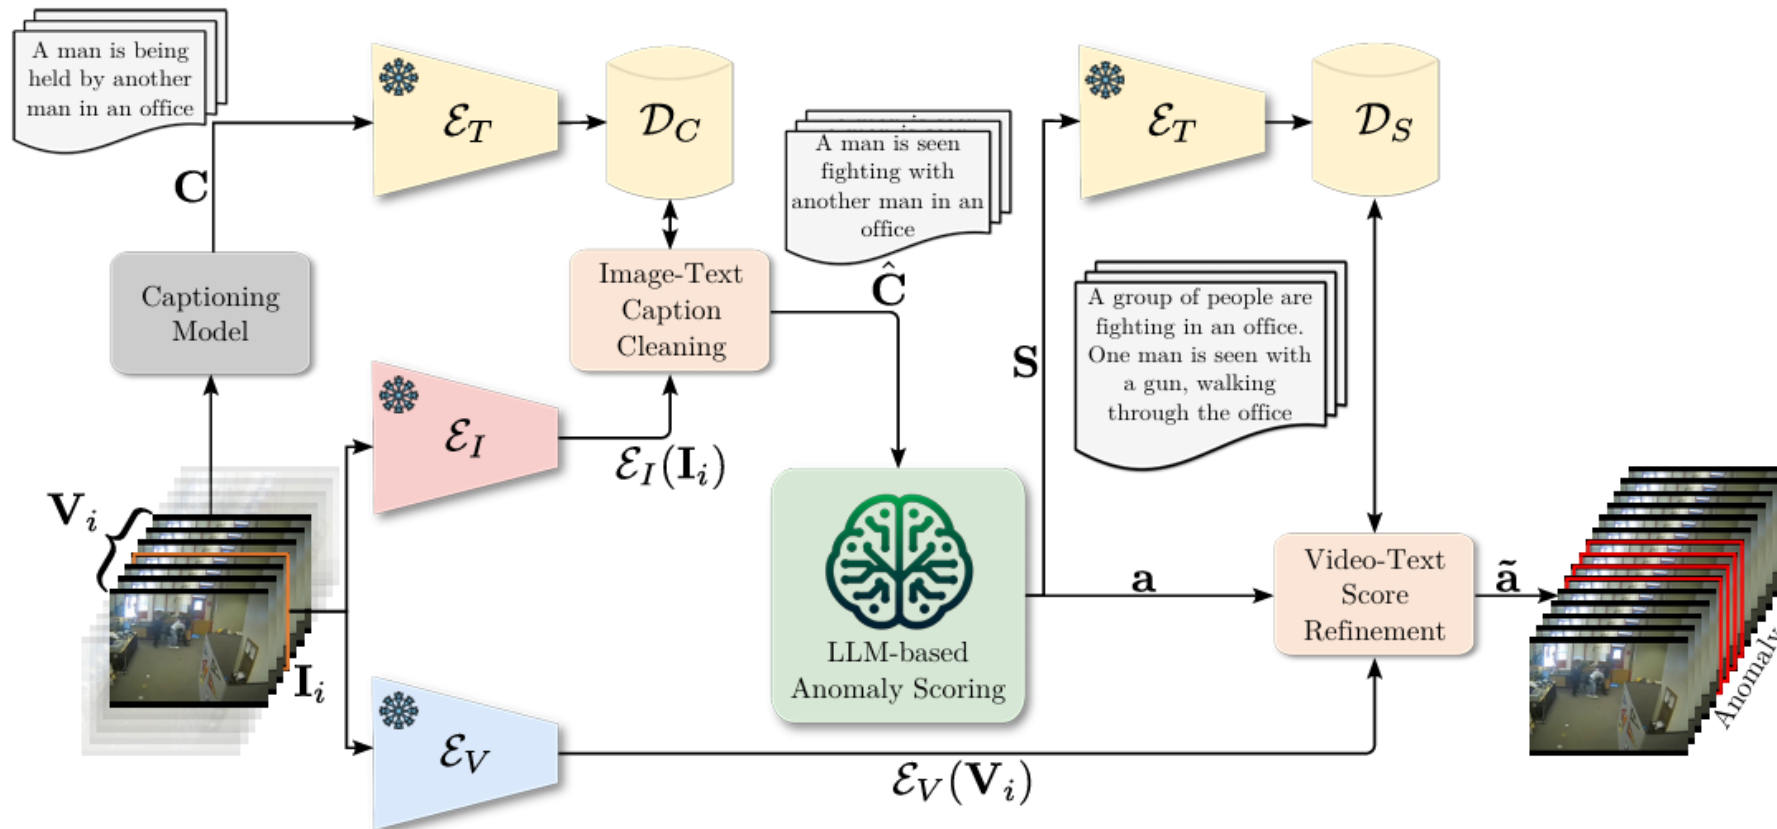 A man is being
held by another
man in an office
C
Captioning
Model
V_i
I_i
ℰ_T
𝒟_C
Image-Text
Caption
Cleaning
ℰ_I
ℰ_I(I_i)
ℰ_V
ℰ_V(V_i)
A man is seen
fighting with
another man in an
office
Ĉ
LLM-based
Anomaly Scoring
S
a
ℰ_T
𝒟_S
A group of people are
fighting in an office.
One man is seen with
a gun, walking
through the office
Video-Text
Score
Refinement
ã
Anomaly